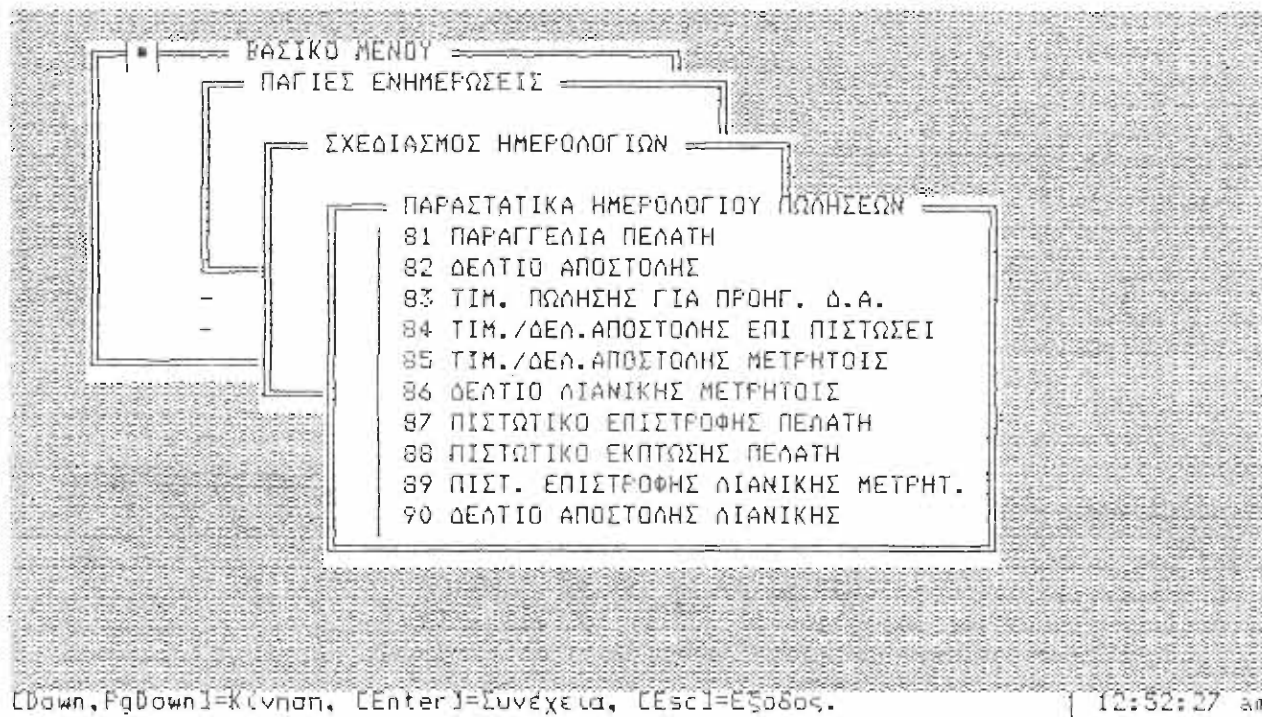 ΒΑΣΙΚΟ ΜΕΝΟΥ
ΠΑΓΙΕΣ ΕΝΗΜΕΡΩΣΕΙΣ
ΣΧΕΔΙΑΣΜΟΣ ΗΜΕΡΟΛΟΓΙΩΝ
ΠΑΡΑΣΤΑΤΙΚΑ ΗΜΕΡΟΛΟΓΙΟΥ ΠΩΛΗΣΕΩΝ
81 ΠΑΡΑΓΓΕΛΙΑ ΠΕΛΑΤΗ
82 ΔΕΛΤΙΟ ΑΠΟΣΤΟΛΗΣ
83 ΤΙΜ. ΠΩΛΗΣΗΣ ΓΙΑ ΠΡΟΗΓ. Δ.Α.
84 ΤΙΜ./ΔΕΛ.ΑΠΟΣΤΟΛΗΣ ΕΠΙ ΠΙΣΤΩΣΕΙ
85 ΤΙΜ./ΔΕΛ.ΑΠΟΣΤΟΛΗΣ ΜΕΤΡΗΤΟΙΣ
86 ΔΕΛΤΙΟ ΛΙΑΝΙΚΗΣ ΜΕΤΡΗΤΟΙΣ
87 ΠΙΣΤΩΤΙΚΟ ΕΠΙΣΤΡΟΦΗΣ ΠΕΛΑΤΗ
88 ΠΙΣΤΩΤΙΚΟ ΕΚΠΤΩΣΗΣ ΠΕΛΑΤΗ
89 ΠΙΣΤ. ΕΠΙΣΤΡΟΦΗΣ ΛΙΑΝΙΚΗΣ ΜΕΤΡΗΤ.
90 ΔΕΛΤΙΟ ΑΠΟΣΤΟΛΗΣ ΛΙΑΝΙΚΗΣ
[Down,PgDown]=Κίνηση, [Enter]=Συνέχεια, [Esc]=Εξοδος. | 12:52:27 am